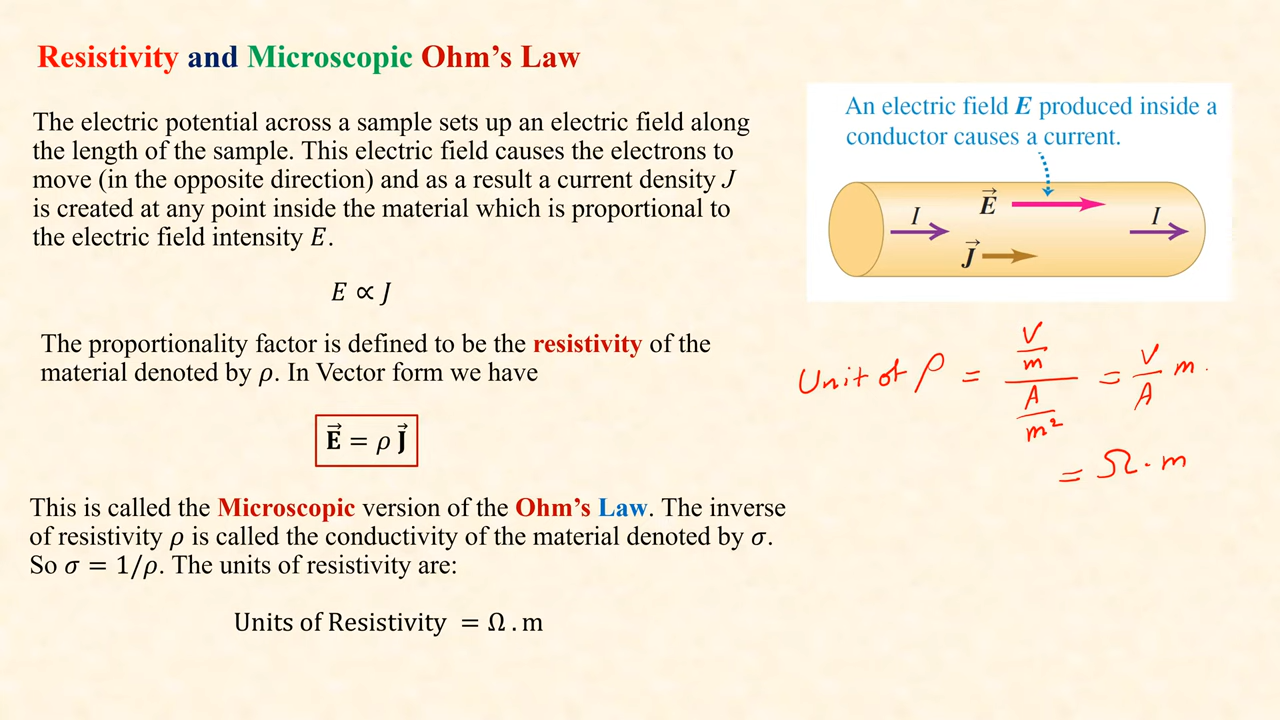 Resistivity and Microscopic Ohm's Law
The electric potential across a sample sets up an electric field along
the length of the sample. This electric field causes the electrons to
move (in the opposite direction) and as a result a current density J
is created at any point inside the material which is proportional to
the electric field intensity E.
E ∝ J
The proportionality factor is defined to be the resistivity of the
material denoted by ρ. In Vector form we have
E⃗ = ρ J⃗
This is called the Microscopic version of the Ohm's Law. The inverse
of resistivity ρ is called the conductivity of the material denoted by σ.
So σ = 1/ρ. The units of resistivity are:
Units of Resistivity = Ω . m
An electric field E produced inside a
conductor causes a current.
I E⃗ I
J⃗
Unit of ρ = (V/m)/(A/m²) = V/A m.
= Ω · m